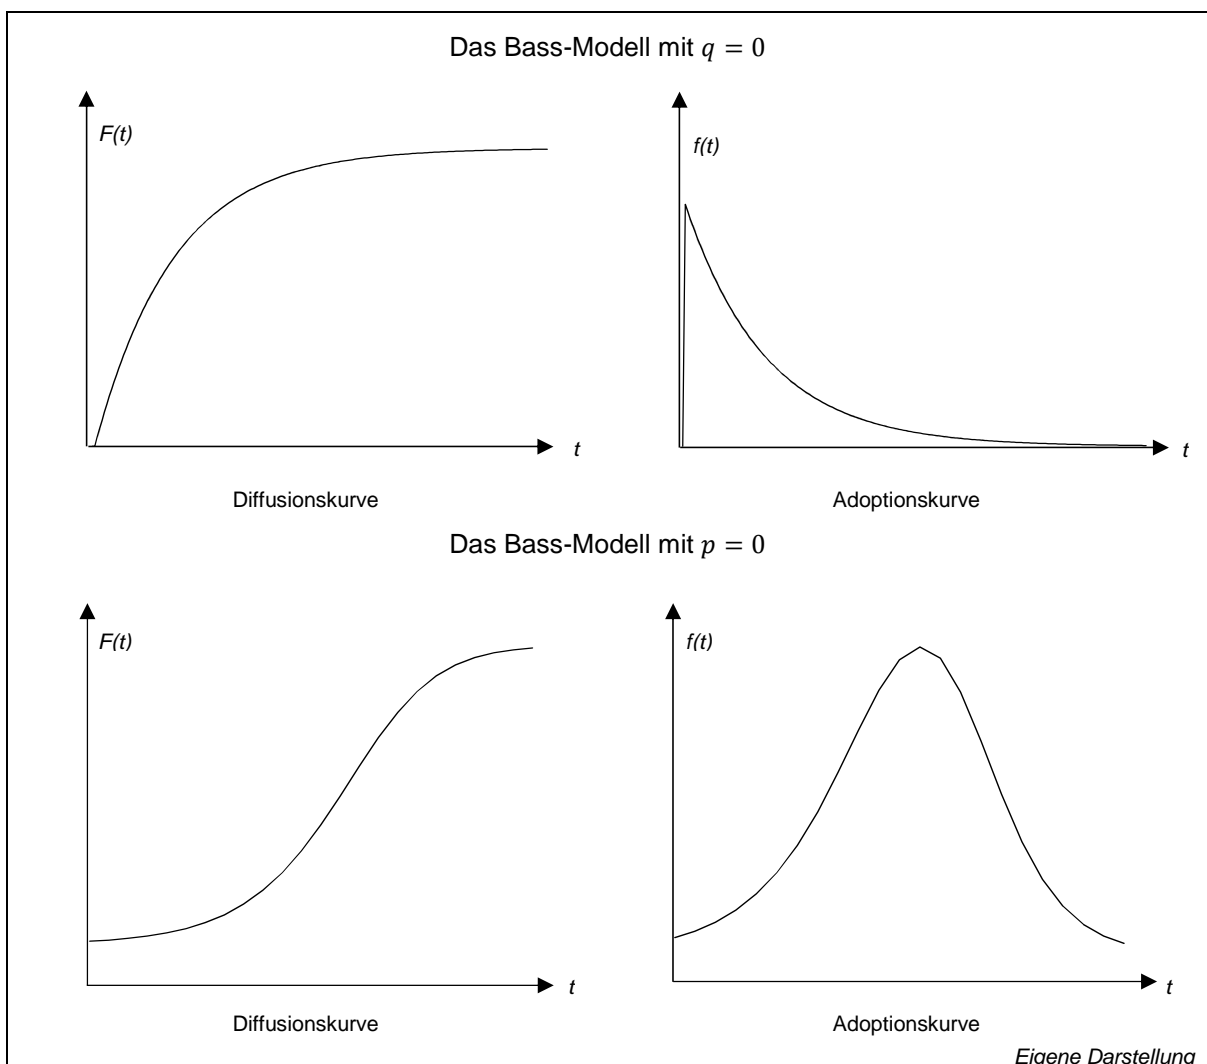 Das Bass-Modell mit q = 0
F(t)
f(t)
t
t
Diffusionskurve
Adoptionskurve
Das Bass-Modell mit p = 0
F(t)
f(t)
t
t
Diffusionskurve
Adoptionskurve
Eigene Darstellung